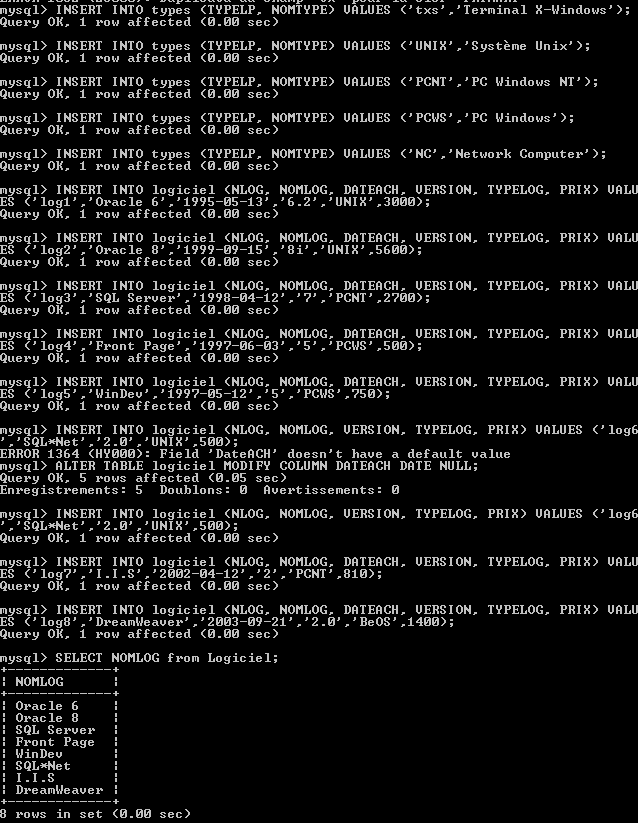 mysql> INSERT INTO types (TYPELP, NOMTYPE) VALUES ('txs','Terminal X-Windows');
Query OK, 1 row affected (0.00 sec)
mysql> INSERT INTO types (TYPELP, NOMTYPE) VALUES ('UNIX','Système Unix');
Query OK, 1 row affected (0.00 sec)
mysql> INSERT INTO types (TYPELP, NOMTYPE) VALUES ('PCNT','PC Windows NT');
Query OK, 1 row affected (0.00 sec)
mysql> INSERT INTO types (TYPELP, NOMTYPE) VALUES ('PCWS','PC Windows');
Query OK, 1 row affected (0.00 sec)
mysql> INSERT INTO types (TYPELP, NOMTYPE) VALUES ('NC','Network Computer');
Query OK, 1 row affected (0.00 sec)
mysql> INSERT INTO logiciel (NLOG, NOMLOG, DATEACH, VERSION, TYPELOG, PRIX) VALU
ES ('log1','Oracle 6','1995-05-13','6.2','UNIX',3000);
Query OK, 1 row affected (0.00 sec)
mysql> INSERT INTO logiciel (NLOG, NOMLOG, DATEACH, VERSION, TYPELOG, PRIX) VALU
ES ('log2','Oracle 8','1999-09-15','8i','UNIX',5600);
Query OK, 1 row affected (0.00 sec)
mysql> INSERT INTO logiciel (NLOG, NOMLOG, DATEACH, VERSION, TYPELOG, PRIX) VALU
ES ('log3','SQL Server','1998-04-12','7','PCNT',2700);
Query OK, 1 row affected (0.00 sec)
mysql> INSERT INTO logiciel (NLOG, NOMLOG, DATEACH, VERSION, TYPELOG, PRIX) VALU
ES ('log4','Front Page','1997-06-03','5','PCWS',500);
Query OK, 1 row affected (0.00 sec)
mysql> INSERT INTO logiciel (NLOG, NOMLOG, DATEACH, VERSION, TYPELOG, PRIX) VALU
ES ('log5','WinDev','1997-05-12','5','PCWS',750);
Query OK, 1 row affected (0.00 sec)
mysql> INSERT INTO logiciel (NLOG, NOMLOG, VERSION, TYPELOG, PRIX) VALUES ('log6
','SQL*Net','2.0','UNIX',500);
ERROR 1364 (HY000): Field 'DateACH' doesn't have a default value
mysql> ALTER TABLE logiciel MODIFY COLUMN DATEACH DATE NULL;
Query OK, 5 rows affected (0.05 sec)
Enregistrements: 5  Doublons: 0  Avertissements: 0
mysql> INSERT INTO logiciel (NLOG, NOMLOG, VERSION, TYPELOG, PRIX) VALUES ('log6
','SQL*Net','2.0','UNIX',500);
Query OK, 1 row affected (0.00 sec)
mysql> INSERT INTO logiciel (NLOG, NOMLOG, DATEACH, VERSION, TYPELOG, PRIX) VALU
ES ('log7','I.I.S','2002-04-12','2','PCNT',810);
Query OK, 1 row affected (0.00 sec)
mysql> INSERT INTO logiciel (NLOG, NOMLOG, DATEACH, VERSION, TYPELOG, PRIX) VALU
ES ('log8','DreamWeaver','2003-09-21','2.0','BeOS',1400);
Query OK, 1 row affected (0.00 sec)
mysql> SELECT NOMLOG from Logiciel;
+-------------+
| NOMLOG      |
+-------------+
| Oracle 6    |
| Oracle 8    |
| SQL Server  |
| Front Page  |
| WinDev      |
| SQL*Net     |
| I.I.S       |
| DreamWeaver |
+-------------+
8 rows in set (0.00 sec)